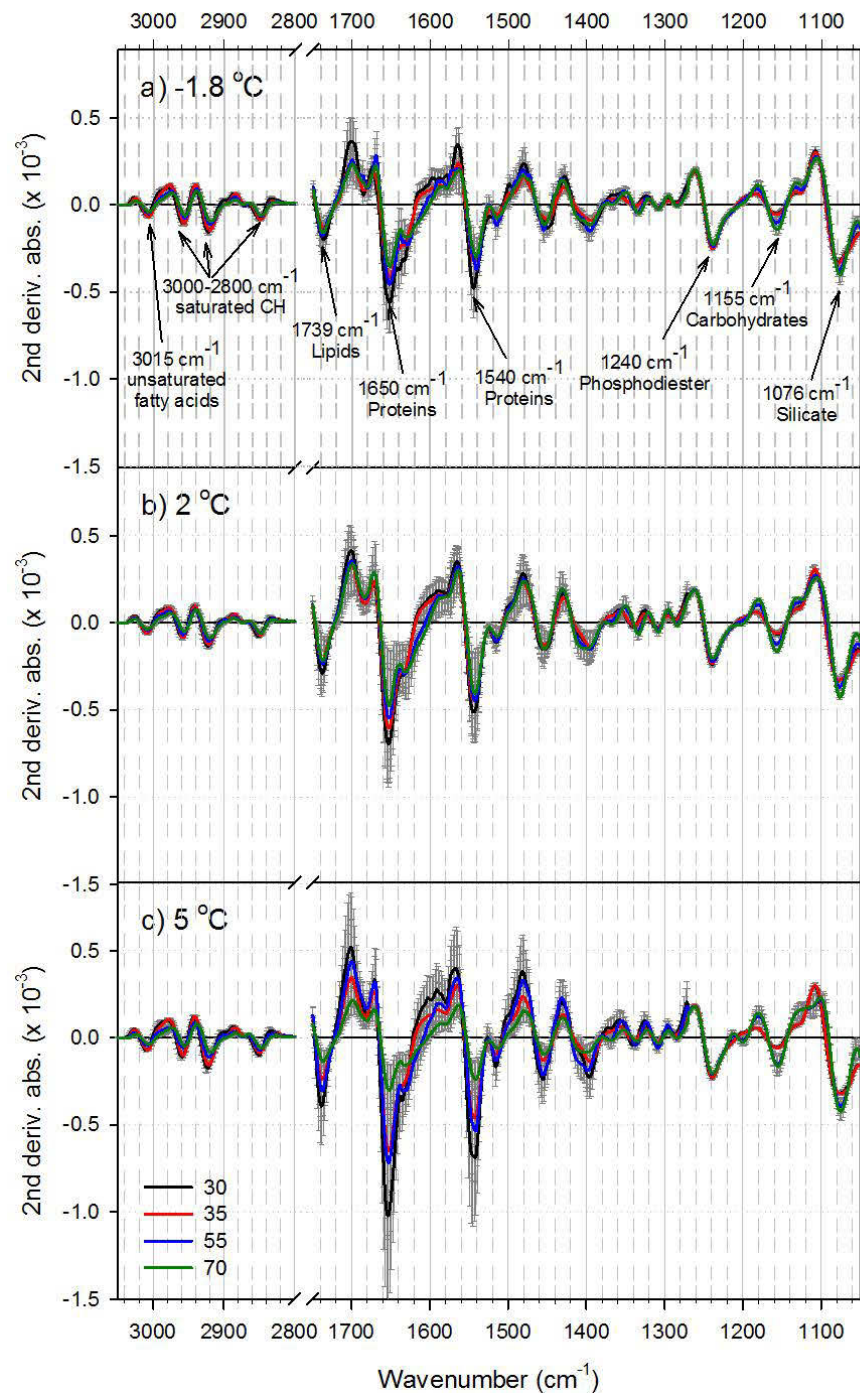 3000 2900 2800 1700 1600 1500 1400 1300 1200 1100
a) -1.8 °C
0.5
0.0
-0.5
-1.0
-1.5
2nd deriv. abs. (x 10⁻³)
3000-2800 cm⁻¹
saturated CH
3015 cm⁻¹
unsaturated
fatty acids
1739 cm⁻¹
Lipids
1650 cm⁻¹
Proteins
1540 cm⁻¹
Proteins
1240 cm⁻¹
Phosphodiester
1155 cm⁻¹
Carbohydrates
1076 cm⁻¹
Silicate
b) 2 °C
0.5
0.0
-0.5
-1.0
-1.5
2nd deriv. abs. (x 10⁻³)
c) 5 °C
0.5
0.0
-0.5
-1.0
-1.5
2nd deriv. abs. (x 10⁻³)
30
35
55
70
3000 2900 2800 1700 1600 1500 1400 1300 1200 1100
Wavenumber (cm⁻¹)